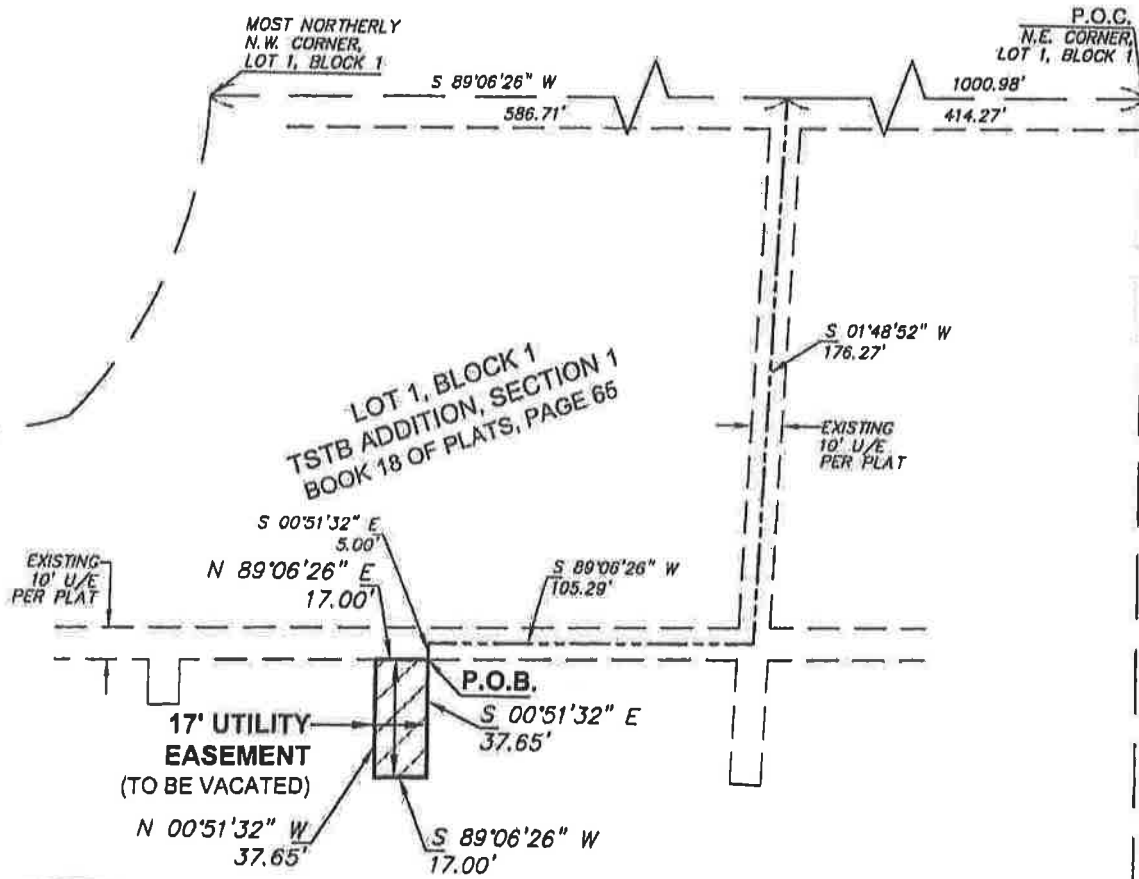 MOST NORTHERLY
N.W. CORNER,
LOT 1, BLOCK 1
P.O.C.
N.E. CORNER,
LOT 1, BLOCK 1
S 89°06'26" W
586.71'
1000.98'
414.27'
S 01°48'52" W
176.27'
LOT 1, BLOCK 1
TSTB ADDITION, SECTION 1
BOOK 18 OF PLATS, PAGE 65
EXISTING
10' U/E
PER PLAT
S 00°51'32" E
5.00'
N 89°06'26" E
17.00'
S 89°06'26" W
105.29'
EXISTING
10' U/E
PER PLAT
P.O.B.
S 00°51'32" E
37.65'
17' UTILITY
EASEMENT
(TO BE VACATED)
N 00°51'32" W
37.65'
S 89°06'26" W
17.00'